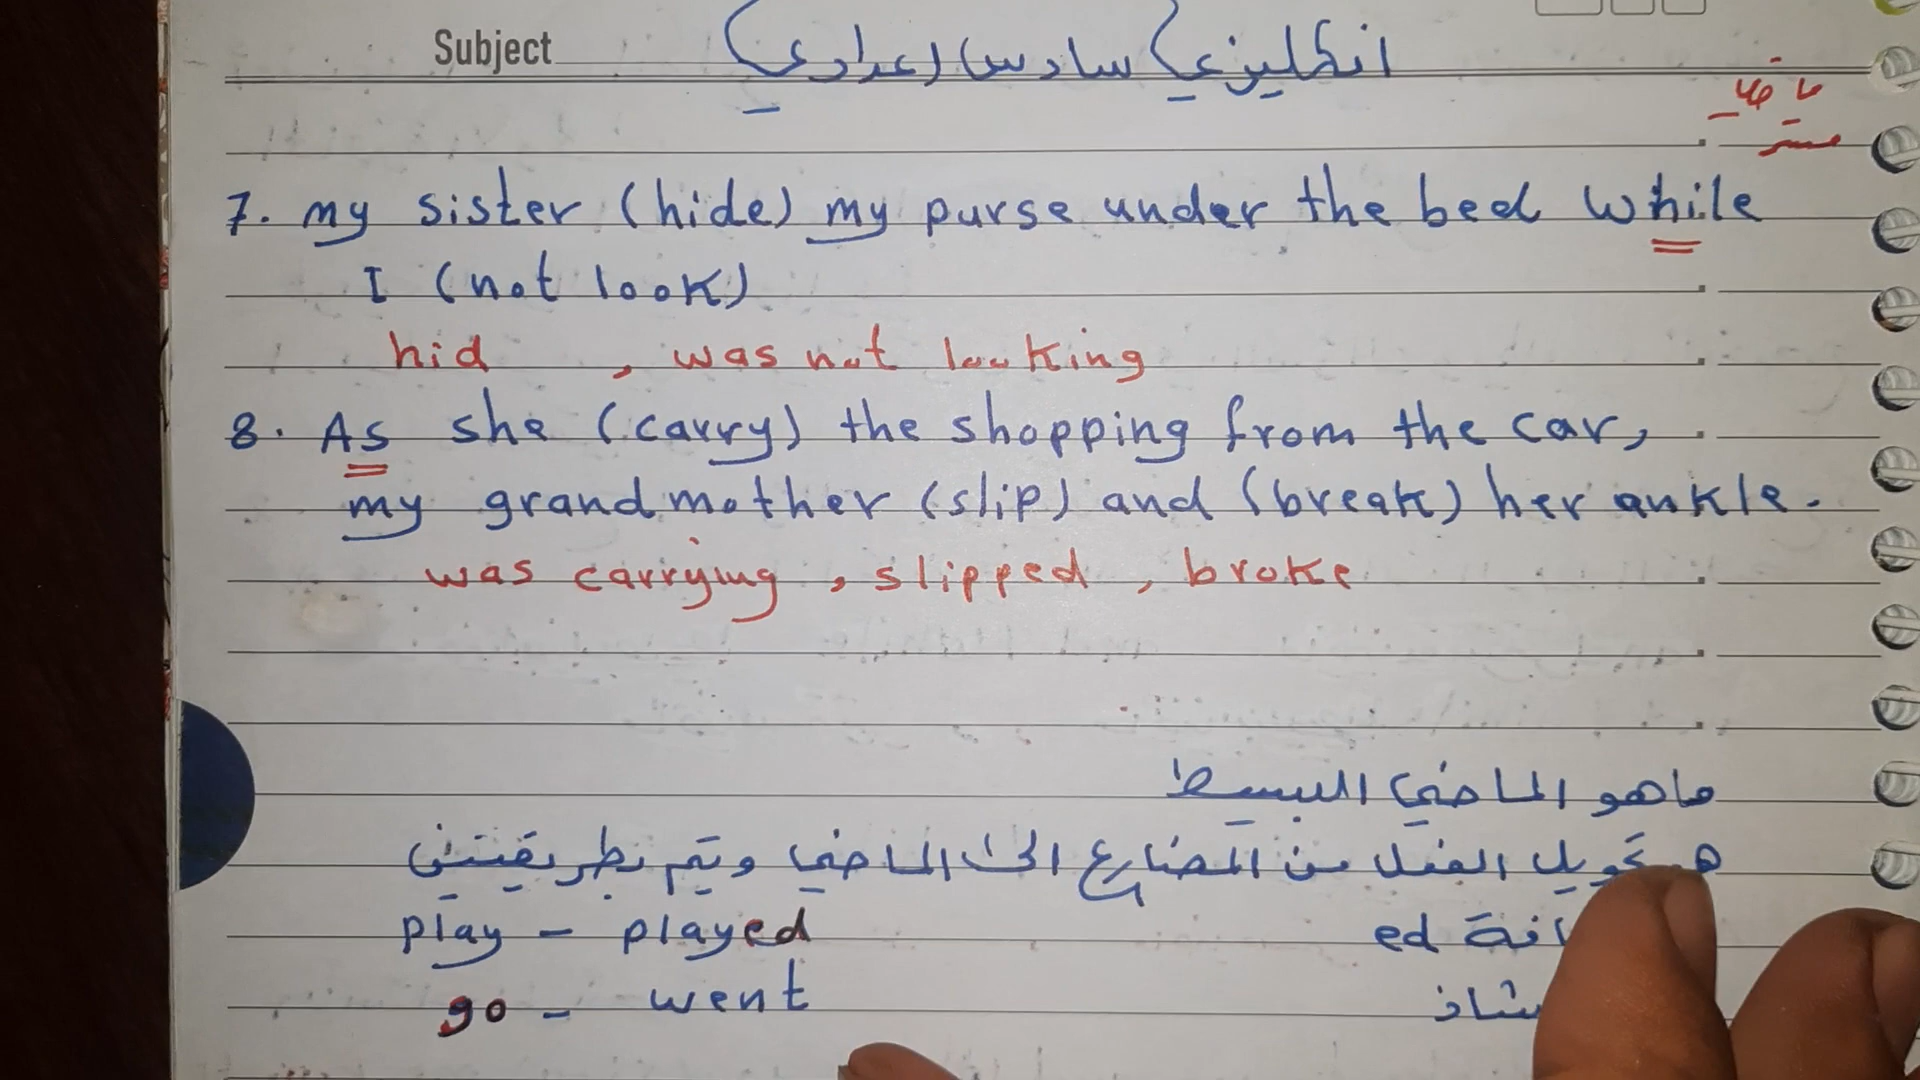 Subject انكليزي سادس اعدادي
ماضي
مستمر
7. my sister (hide) my purse under the bed while
I (not look)
hid , was not looking
8. As she (carry) the shopping from the car,
my grandmother (slip) and (break) her ankle.
was carrying , slipped , broke
ماهو الماضي البسيط
هو تحويل الفعل من المضارع الى الماضي ويتم بطريقتين
play - played ed
go - went شاذ